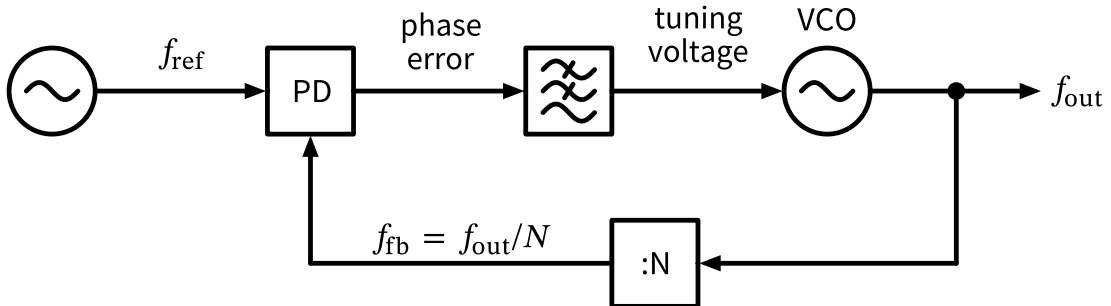 f_ref
PD
phase
error
tuning
voltage
VCO
f_out
f_fb = f_out/N
:N